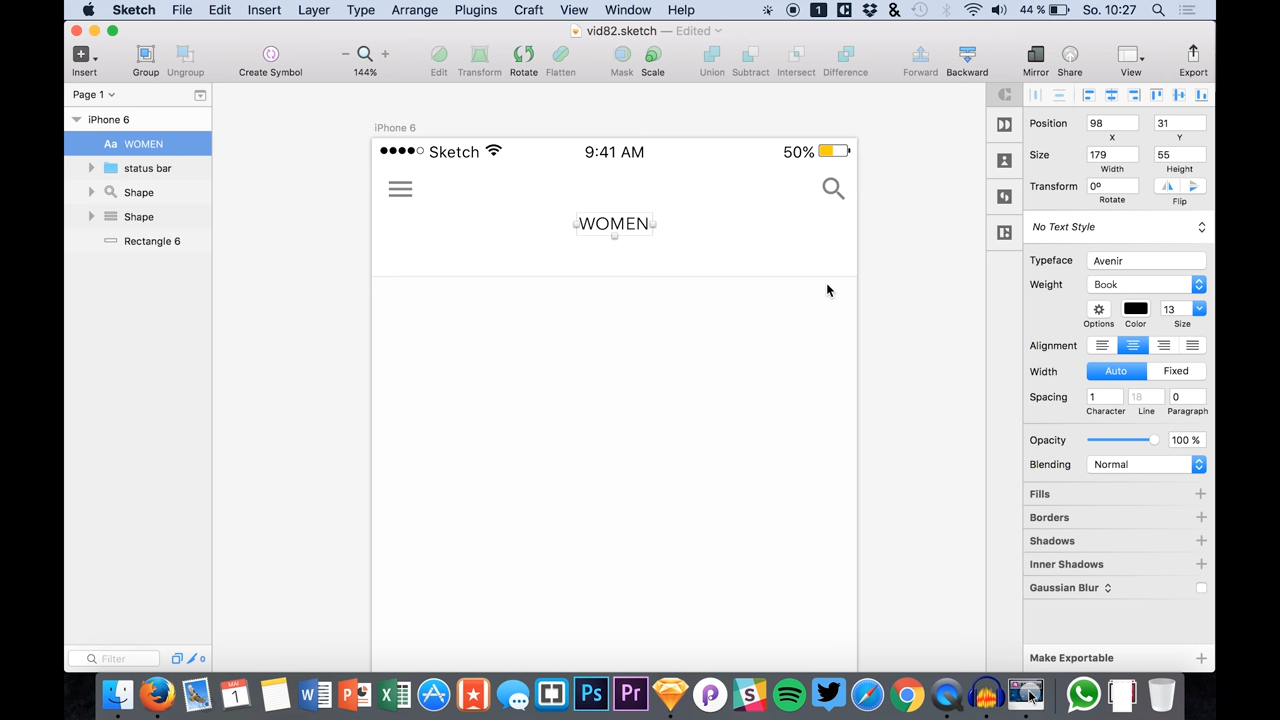 Sketch File Edit Insert Layer Type Arrange Plugins Craft View Window Help 1 44 % So. 10:27
vid82.sketch — Edited
Insert Group Ungroup Create Symbol 144% Edit Transform Rotate Flatten Mask Scale Union Subtract Intersect Difference Forward Backward Mirror Share View Export
Page 1
iPhone 6
Aa WOMEN
status bar
Shape
Shape
Rectangle 6
Filter
0
iPhone 6
Sketch 9:41 AM 50%
WOMEN
Position 98 31
X Y
Size 179 55
Width Height
Transform 0º
Rotate Flip
No Text Style
Typeface Avenir
Weight Book
13
Options Color Size
Alignment
Width Auto Fixed
Spacing 1 18 0
Character Line Paragraph
Opacity 100 %
Blending Normal
Fills
Borders
Shadows
Inner Shadows
Gaussian Blur
Make Exportable
1 Ps Pr